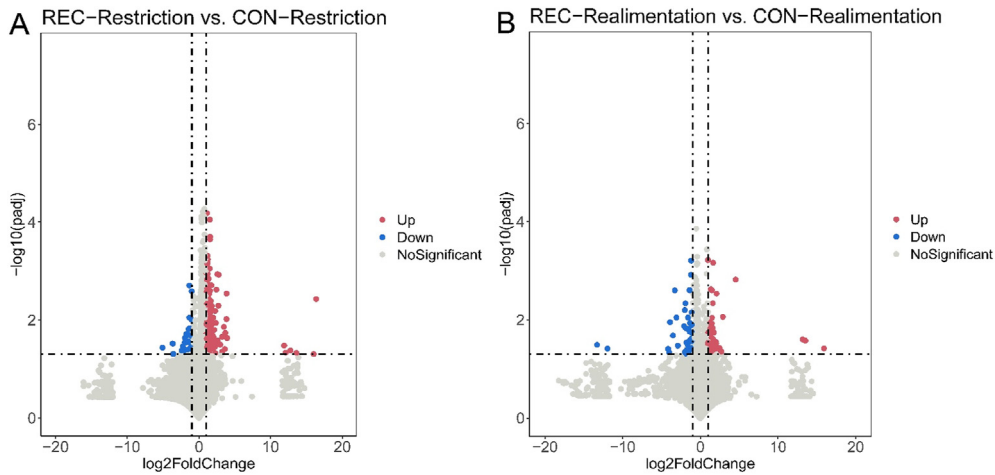 A REC−Restriction vs. CON−Restriction
6
4
2
0
−log10(padj)
−20 −10 0 10 20
log2FoldChange
Up
Down
NoSignificant
B REC−Realimentation vs. CON−Realimentation
6
4
2
0
−log10(padj)
−20 −10 0 10 20
log2FoldChange
Up
Down
NoSignificant